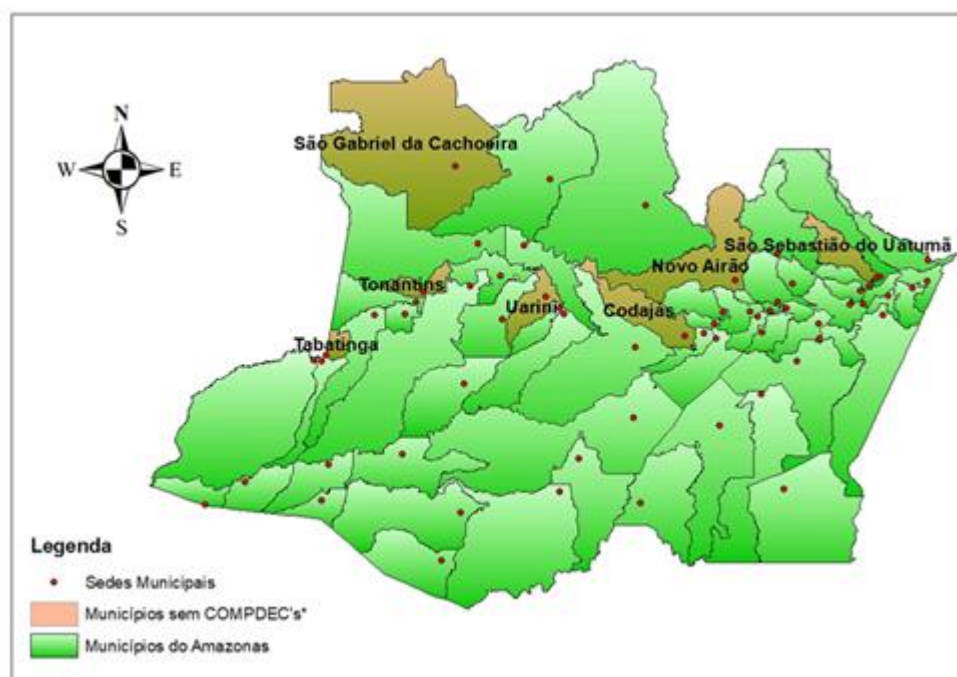 São Gabriel da Cachoeira
N
W E
S
São Sebastião do Uatumã
Novo Airão
Tonantins
Uarini
Codajás
Tabatinga
Legenda
Sedes Municipais
Municípios sem COMPDEC's*
Municípios do Amazonas